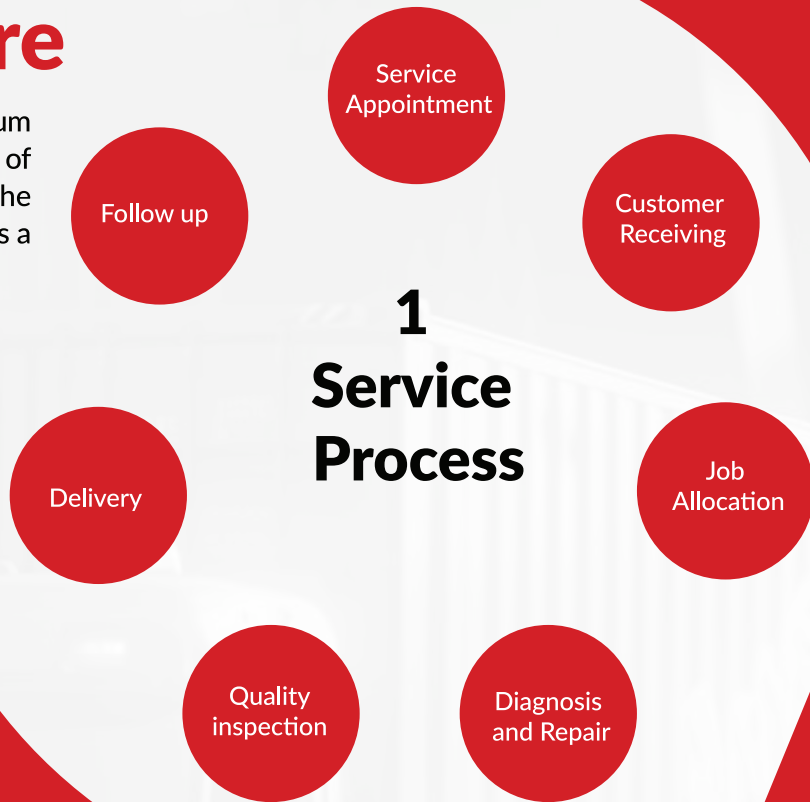 re
um
of
he
s a
Service
Appointment
Customer
Receiving
Job
Allocation
Diagnosis
and Repair
Quality
inspection
Delivery
Follow up
1
Service
Process